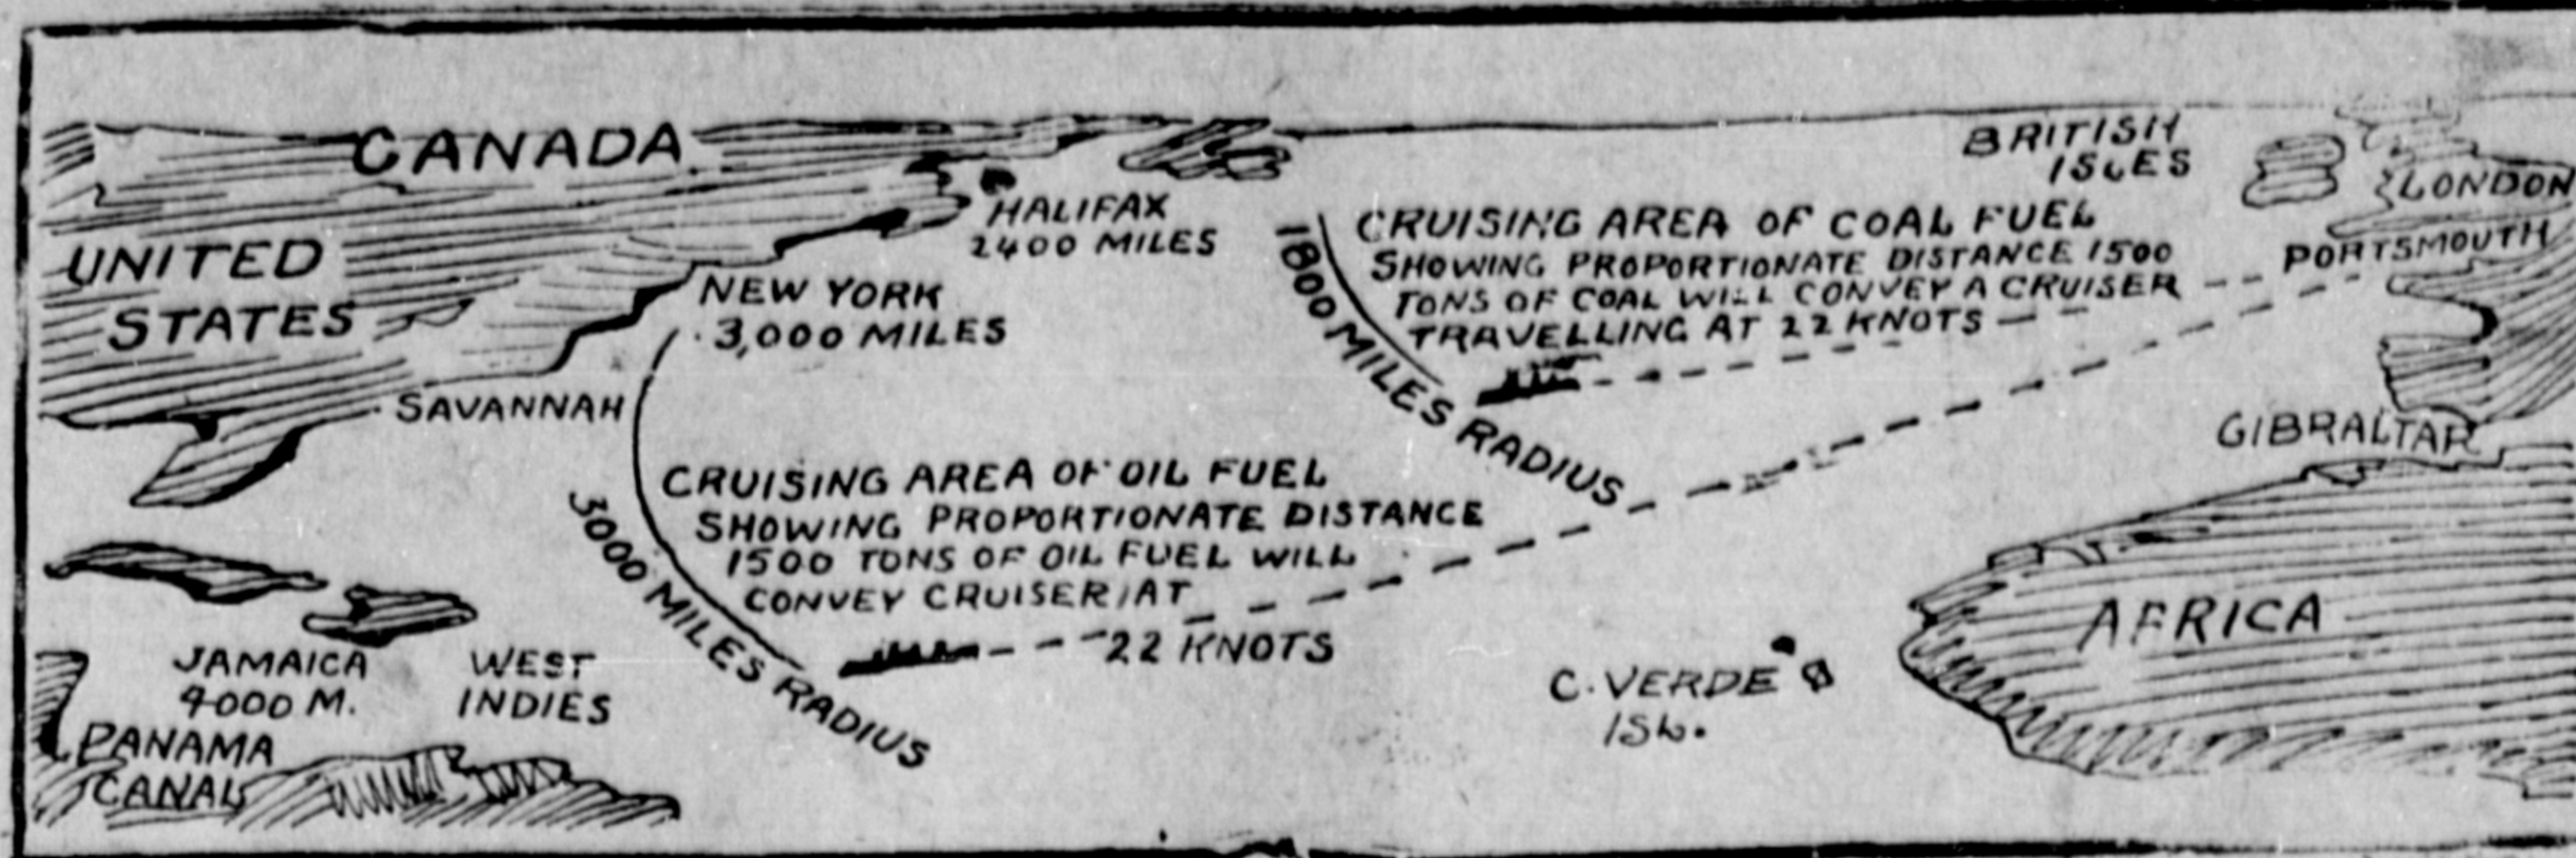 CANADA
UNITED
STATES
HALIFAX
2400 MILES
NEW YORK
3,000 MILES
SAVANNAH
1800 MILES RADIUS
CRUISING AREA OF COAL FUEL
SHOWING PROPORTIONATE DISTANCE 1500
TONS OF COAL WILL CONVEY A CRUISER
TRAVELLING AT 22 KNOTS
BRITISH
ISLES
LONDON
PORTSMOUTH
GIBRALTAR
3000 MILES RADIUS
CRUISING AREA OF OIL FUEL
SHOWING PROPORTIONATE DISTANCE
1500 TONS OF OIL FUEL WILL
CONVEY CRUISER AT
22 KNOTS
JAMAICA
4000 M.
WEST
INDIES
PANAMA
CANAL
C. VERDE
ISL.
AFRICA